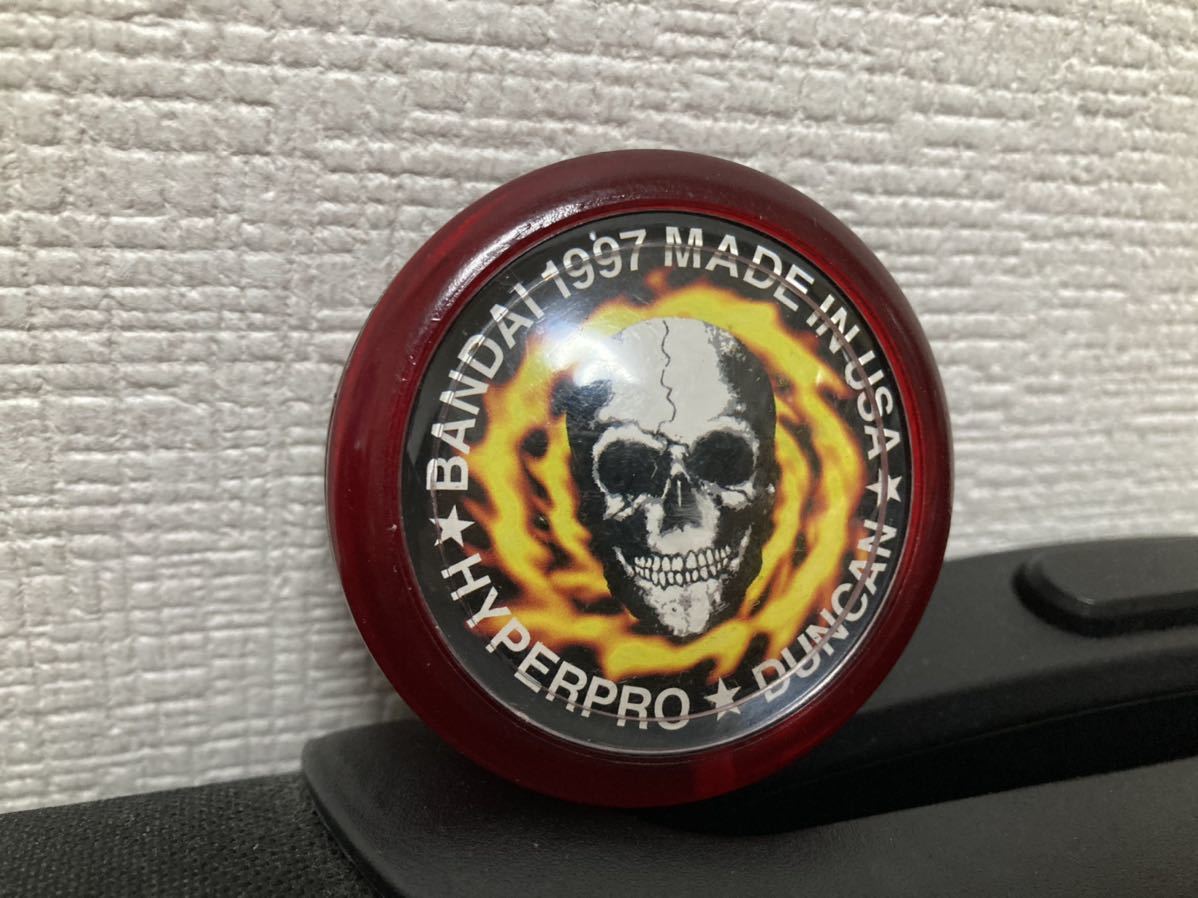 ★ BANDAI 1997 MADE IN USA ★
HYPERPRO ★ DUNCAN